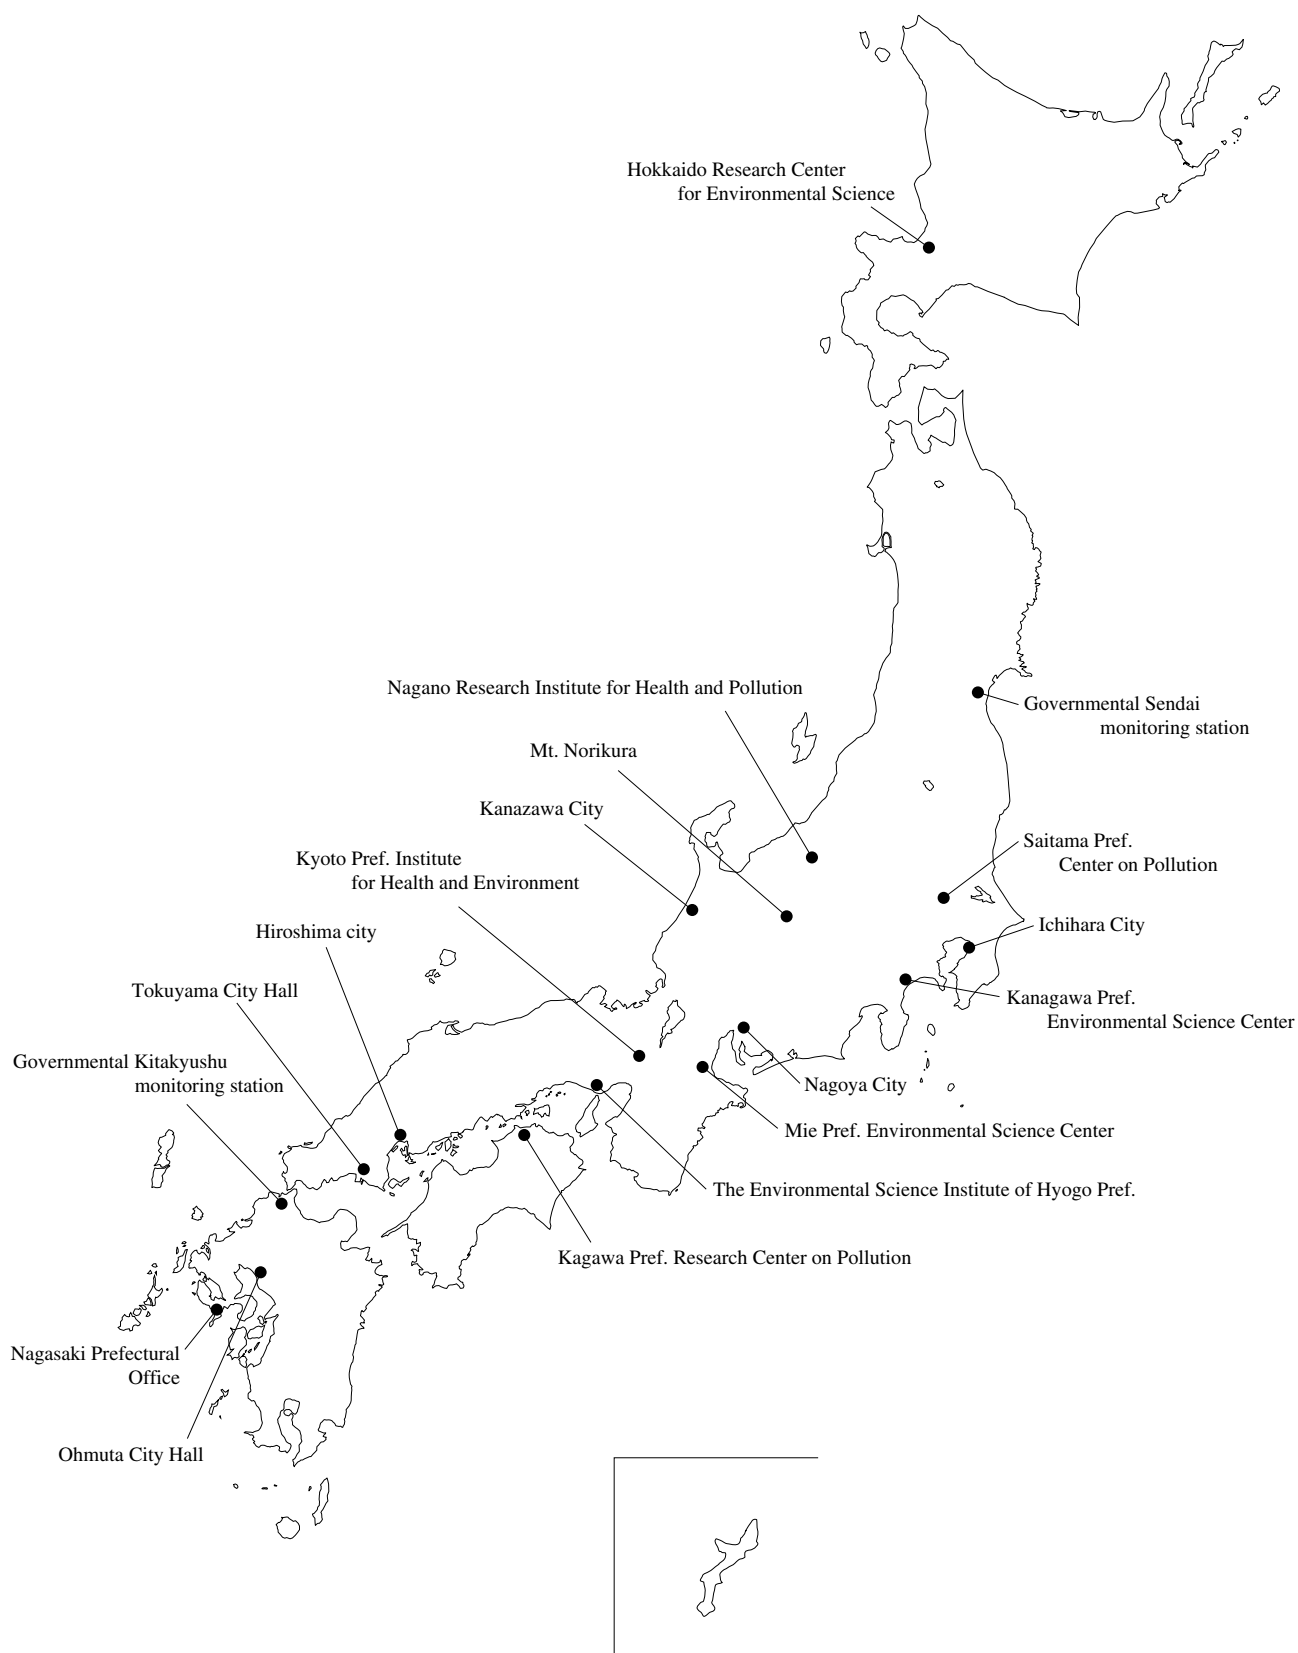 Hokkaido Research Center
for Environmental Science
Nagano Research Institute for Health and Pollution
Governmental Sendai
monitoring station
Mt. Norikura
Kanazawa City
Saitama Pref.
Center on Pollution
Kyoto Pref. Institute
for Health and Environment
Ichihara City
Hiroshima city
Tokuyama City Hall
Kanagawa Pref.
Environmental Science Center
Governmental Kitakyushu
monitoring station
Nagoya City
Mie Pref. Environmental Science Center
The Environmental Science Institute of Hyogo Pref.
Kagawa Pref. Research Center on Pollution
Nagasaki Prefectural
Office
Ohmuta City Hall